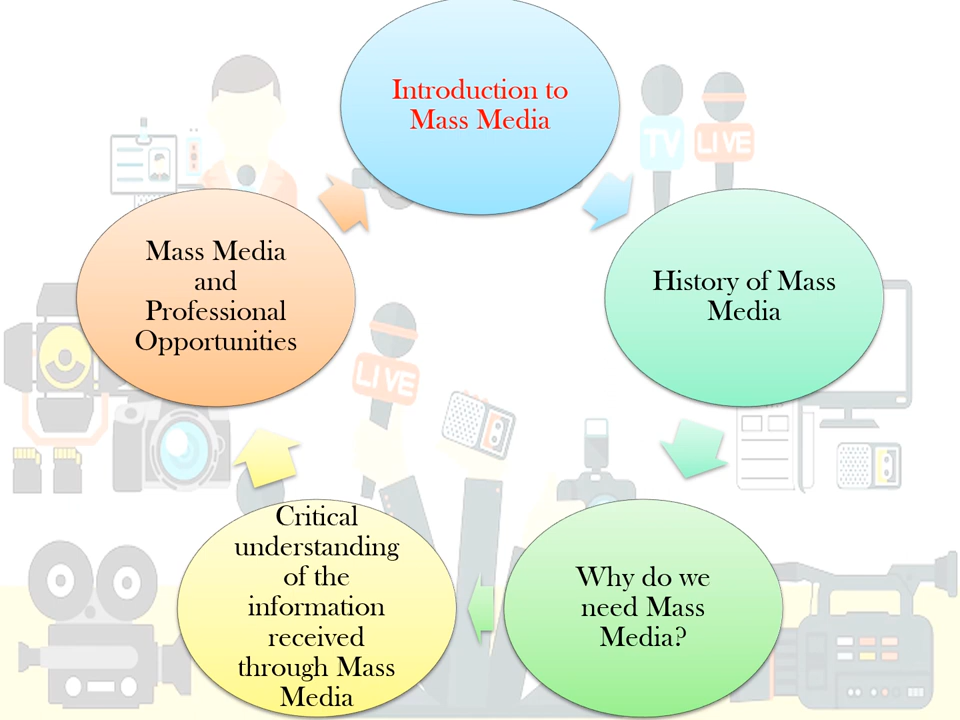 Introduction to
Mass Media
TV
LIVE
History of Mass
Media
Why do we
need Mass
Media?
Critical
understanding
of the
information
received
through Mass
Media
Mass Media
and
Professional
Opportunities
LIVE